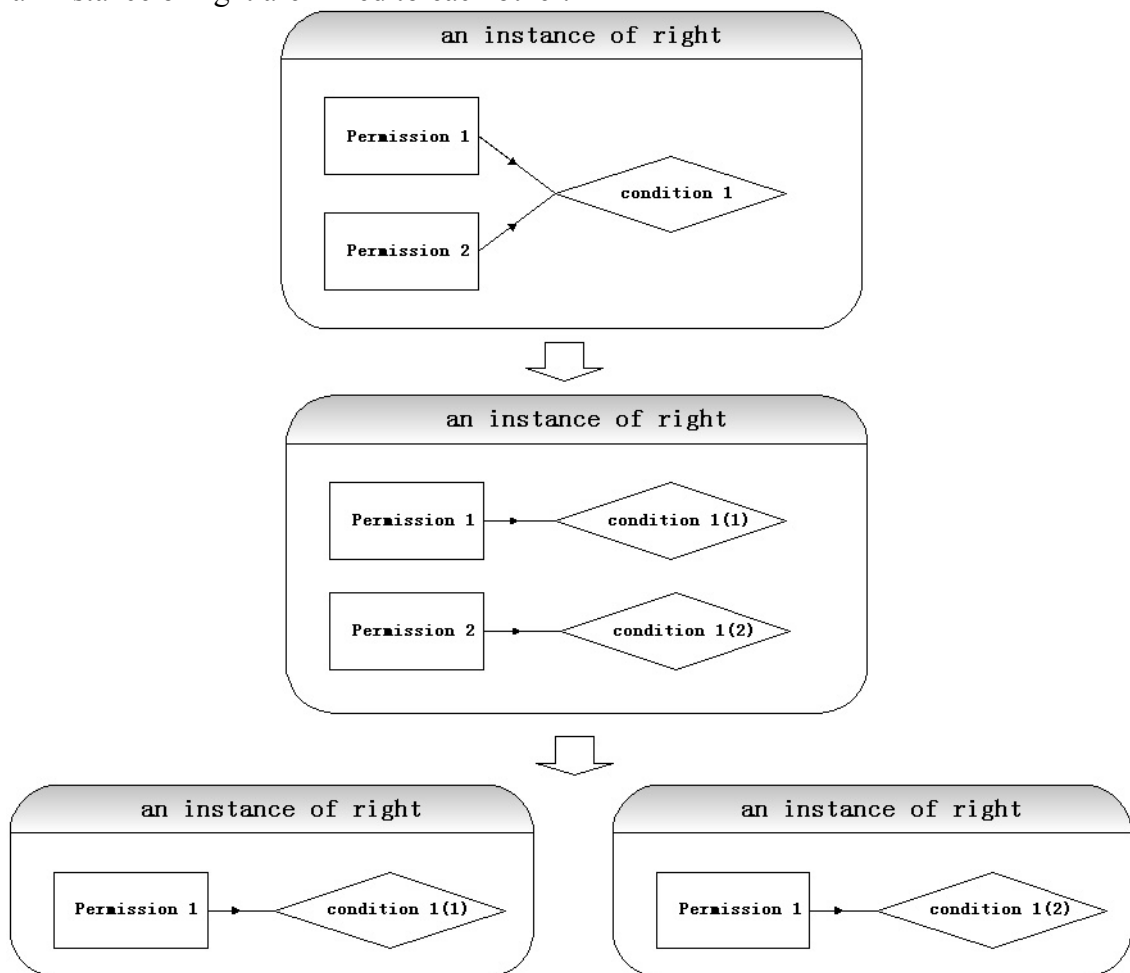 an instance of right
Permission 1
condition 1
Permission 2
an instance of right
Permission 1
condition 1(1)
Permission 2
condition 1(2)
an instance of right
an instance of right
Permission 1
condition 1(1)
Permission 1
condition 1(2)